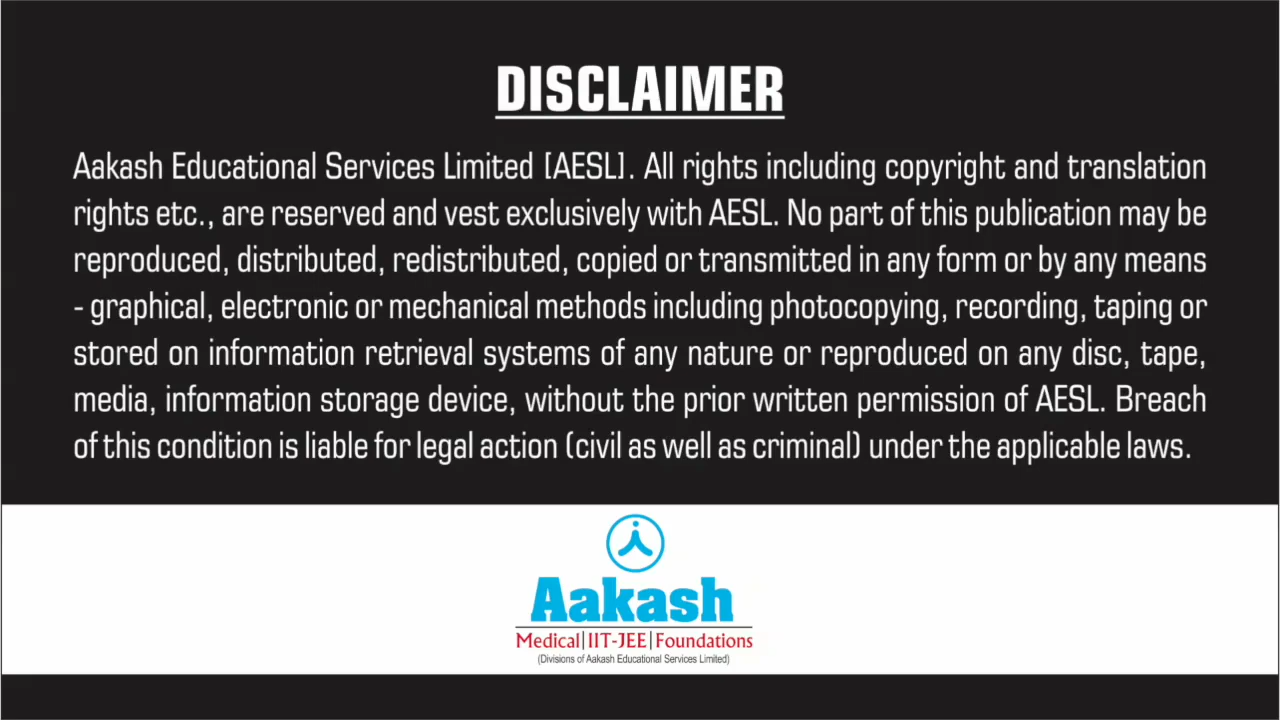 DISCLAIMER
Aakash Educational Services Limited [AESL]. All rights including copyright and translation
rights etc., are reserved and vest exclusively with AESL. No part of this publication may be
reproduced, distributed, redistributed, copied or transmitted in any form or by any means
- graphical, electronic or mechanical methods including photocopying, recording, taping or
stored on information retrieval systems of any nature or reproduced on any disc, tape,
media, information storage device, without the prior written permission of AESL. Breach
of this condition is liable for legal action (civil as well as criminal) under the applicable laws.
Aakash
Medical|IIT-JEE|Foundations
(Divisions of Aakash Educational Services Limited)